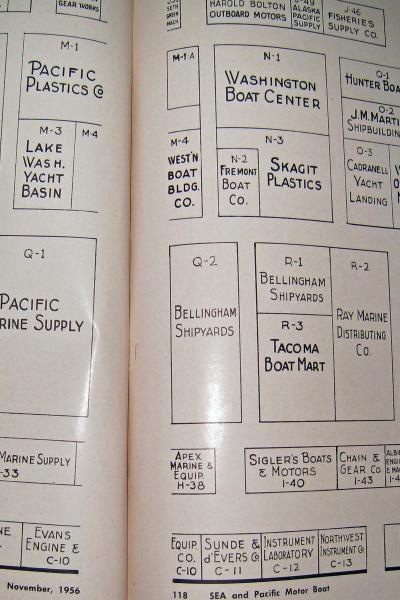 GEAR WORKS
M-1
PACIFIC
PLASTICS CO
M-3
LAKE
WASH.
YACHT
BASIN
M-4
Q-1
PACIFIC
RINE SUPPLY
MARINE SUPPLY
-33
NE
EVANS
ENGINE &
C-10
November, 1956
GREEN
MACH.
HAROLD BOLTON
OUTBOARD MOTORS
J-49
ALASKA
PACIFIC
SUPPLY
J-46
FISHERIES
SUPPLY CO.
M-1-A
N-1
WASHINGTON
BOAT CENTER
O-1
HUNTER BOA
O-2
J.M. MARTI
SHIPBUILDIN
M-4
WEST'N
BOAT
BLDG.
CO.
N-2
FREMONT
BOAT
CO.
N-3
SKAGIT
PLASTICS
O-3
CADRANELL
YACHT
LANDING
Q-2
BELLINGHAM
SHIPYARDS
R-1
BELLINGHAM
SHIPYARDS
R-3
TACOMA
BOAT MART
R-2
RAY MARINE
DISTRIBUTING
CO.
APEX
MARINE &
EQUIP.
H-38
SIGLER'S BOATS
& MOTORS
I-40
CHAIN &
GEAR CO.
I-43
EQUIP.
CO.
C-10
SUNDE &
d'EVERS CO.
C-11
INSTRUMENT
LABORATORY
C-12
NORTHWEST
INSTRUMENT CO
C-13
118 SEA and Pacific Motor Boat